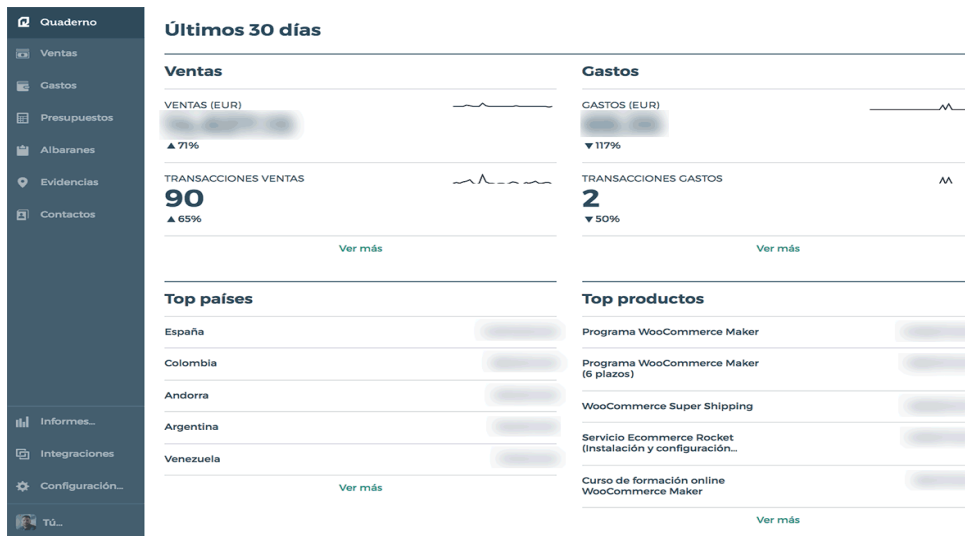 Quaderno
Ventas
Gastos
Presupuestos
Albaranes
Evidencias
Contactos
Informes...
Integraciones
Configuración...
Tú...
Últimos 30 días
Ventas
VENTAS (EUR)
▲71%
TRANSACCIONES VENTAS
90
▲65%
Ver más
Gastos
GASTOS (EUR)
▼117%
TRANSACCIONES GASTOS
2
▼50%
Ver más
Top países
España
Colombia
Andorra
Argentina
Venezuela
Ver más
Top productos
Programa WooCommerce Maker
Programa WooCommerce Maker
(6 plazos)
WooCommerce Super Shipping
Servicio Ecommerce Rocket
(Instalación y configuración...
Curso de formación online
WooCommerce Maker
Ver más